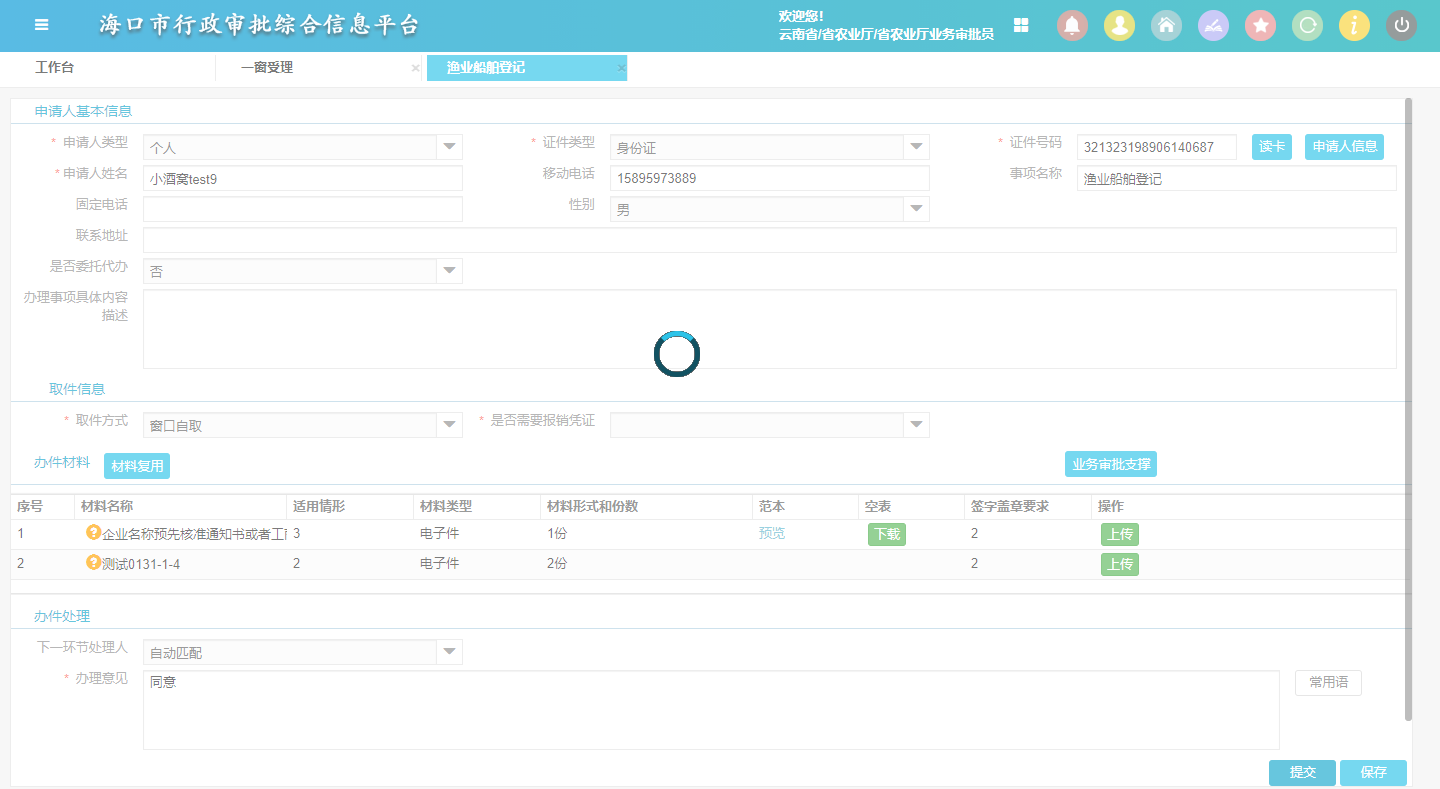 海口市行政审批综合信息平台
欢迎您!
云南省/省农业厅/省农业厅业务审批员
工作台 一窗受理 × 渔业船舶登记 ×
申请人基本信息
* 申请人类型 个人 * 证件类型 身份证 * 证件号码 321323198906140687 读卡 申请人信息
* 申请人姓名 小酒窝test9 移动电话 15895973889 事项名称 渔业船舶登记
固定电话 性别 男
联系地址
是否委托代办 否
办理事项具体内容
描述
取件信息
* 取件方式 窗口自取 * 是否需要报销凭证
办件材料 材料复用 业务审批支撑
序号 材料名称 适用情形 材料类型 材料形式和份数 范本 空表 签字盖章要求 操作
1 ?企业名称预先核准通知书或者工 3 电子件 1份 预览 下载 2 上传
2 ?测试0131-1-4 2 电子件 2份 2 上传
办件处理
下一环节处理人 自动匹配
* 办理意见 同意 常用语
提交 保存